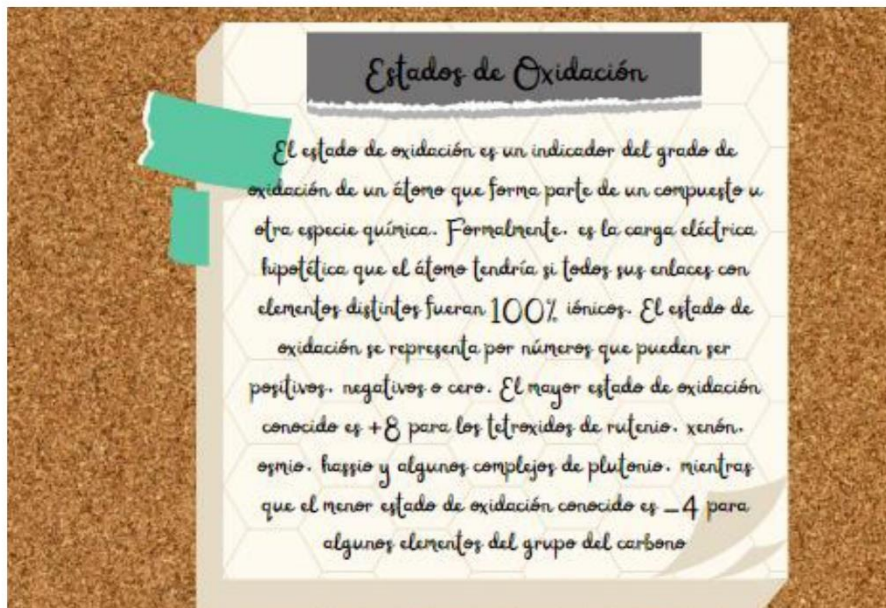 Estados de Oxidación
El estado de oxidación es un indicador del grado de
oxidación de un átomo que forma parte de un compuesto u
otra especie química. Formalmente. es la carga eléctrica
hipotética que el átomo tendría si todos sus enlaces con
elementos distintos fueran 100% iónicos. El estado de
oxidación se representa por números que pueden ser
positivos. negativos o cero. El mayor estado de oxidación
conocido es +8 para los tetroxidos de rutenio. xenón.
osmio. hassio y algunos complejos de plutonio. mientras
que el menor estado de oxidación conocido es −4 para
algunos elementos del grupo del carbono